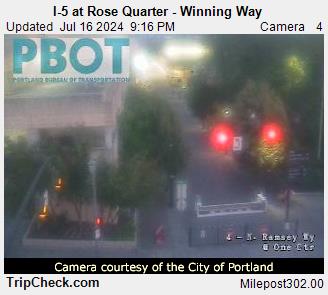 I-5 at Rose Quarter - Winning Way
Updated Jul 16 2024 9:16 PM Camera 4
PBOT
PORTLAND BUREAU OF TRANSPORTATION
4 - N. Ramsey Wy
W One Ctr
Camera courtesy of the City of Portland
TripCheck.com Milepost302.00